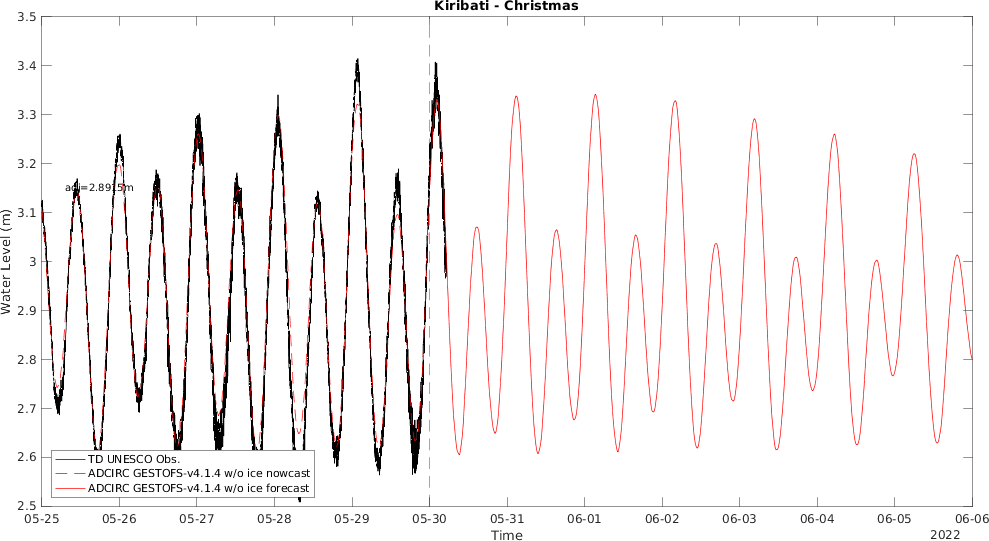 Kiribati - Christmas
3.5
3.4
3.3
3.2
3.1
3
2.9
2.8
2.7
2.6
2.5
Water Level (m)
adj=2.8915m
TD UNESCO Obs.
ADCIRC GESTOFS-v4.1.4 w/o ice nowcast
ADCIRC GESTOFS-v4.1.4 w/o ice forecast
05-25 05-26 05-27 05-28 05-29 05-30 05-31 06-01 06-02 06-03 06-04 06-05 06-06
Time
2022